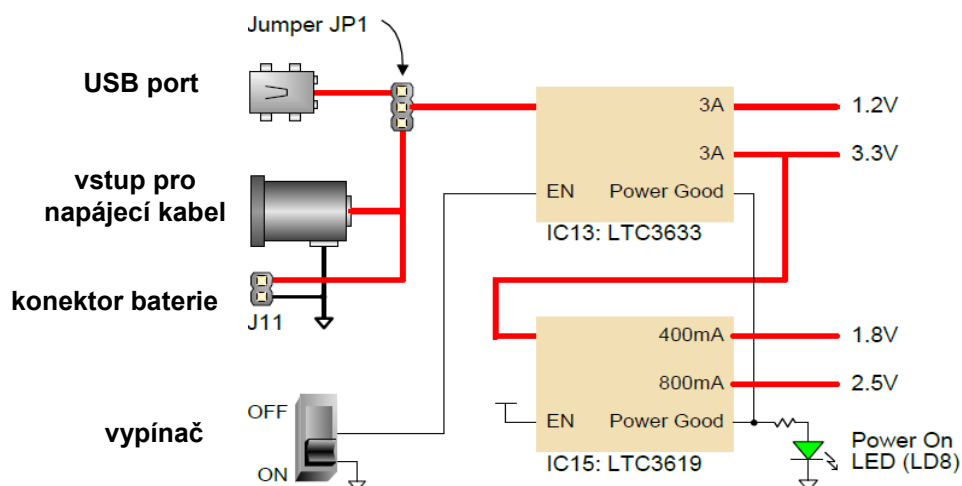 Jumper JP1
USB port
3A
1.2V
3A
3.3V
vstup pro
napájecí kabel
EN
Power Good
IC13: LTC3633
konektor baterie
J11
400mA
1.8V
800mA
2.5V
OFF
vypínač
EN
Power Good
ON
IC15: LTC3619
Power On
LED (LD8)